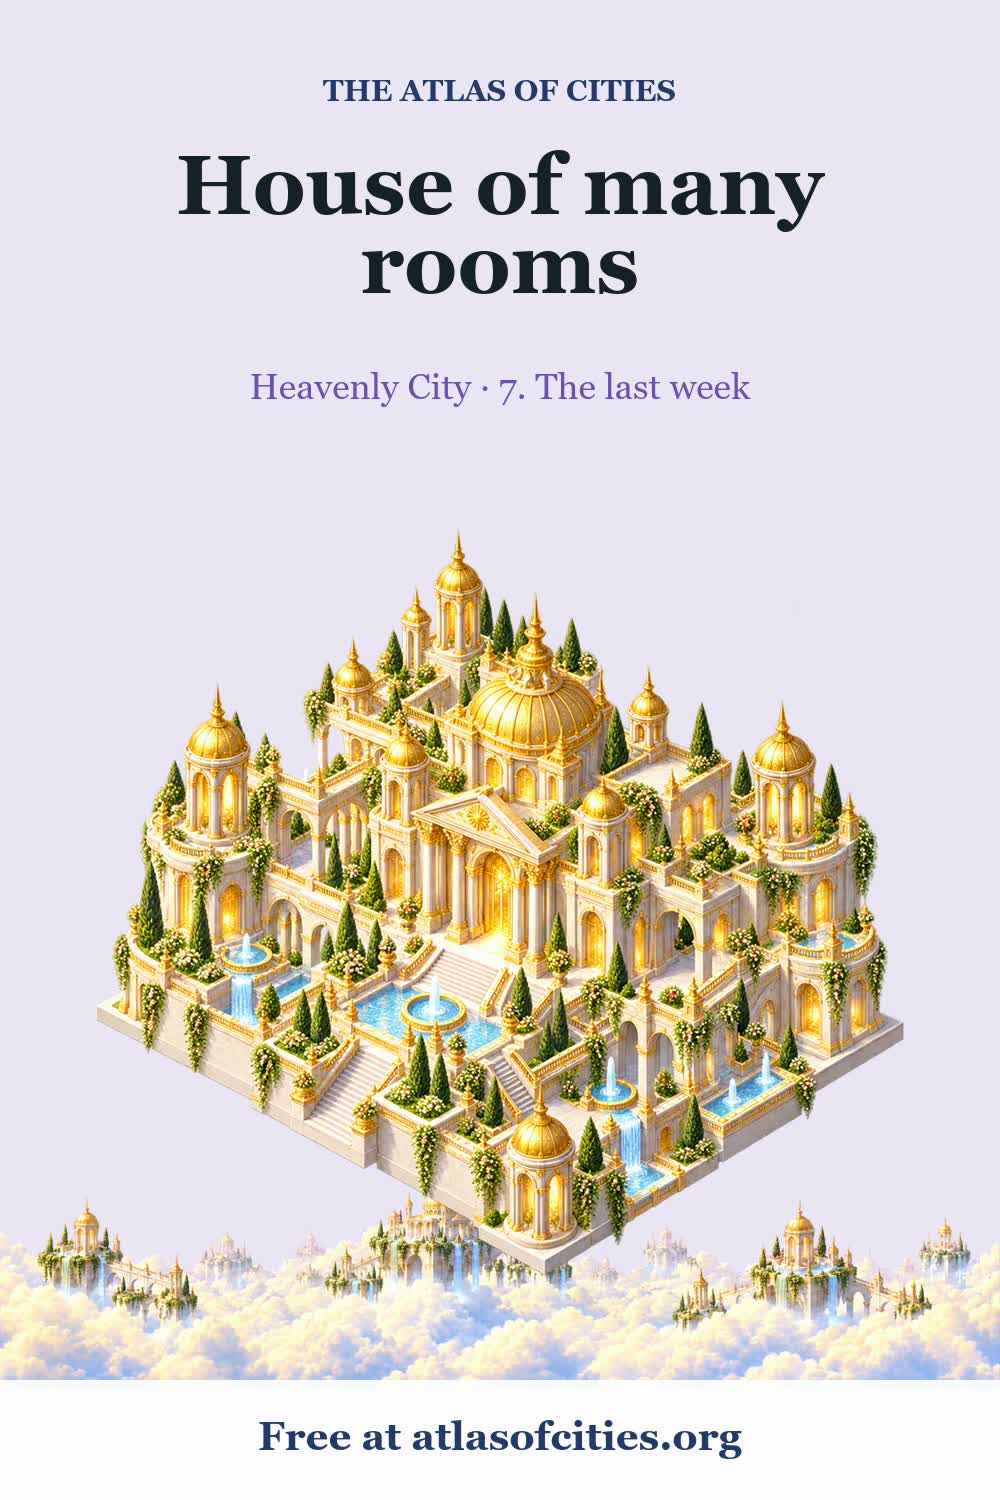 THE ATLAS OF CITIES
House of many
rooms
Heavenly City · 7. The last week
Free at atlasofcities.org